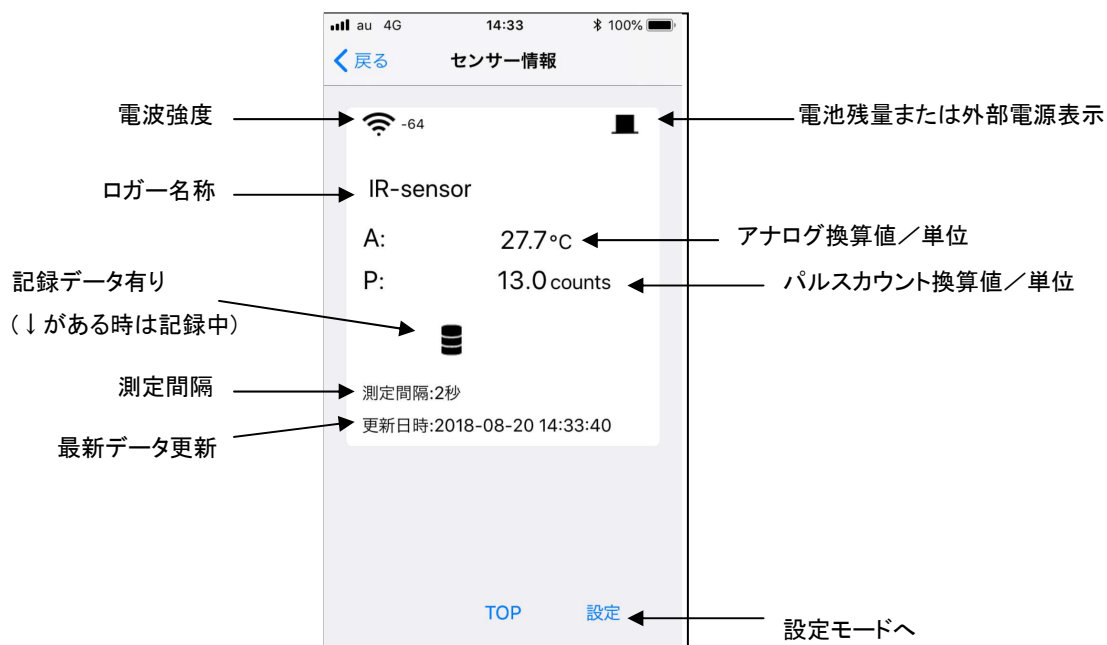 au 4G 14:33 100%
戻る センサー情報
電波強度
-64
電池残量または外部電源表示
ロガー名称
IR-sensor
A: 27.7°C
アナログ換算値／単位
P: 13.0 counts
パルスカウント換算値／単位
記録データ有り
(↓がある時は記録中)
測定間隔
測定間隔:2秒
最新データ更新
更新日時:2018-08-20 14:33:40
TOP 設定
設定モードへ